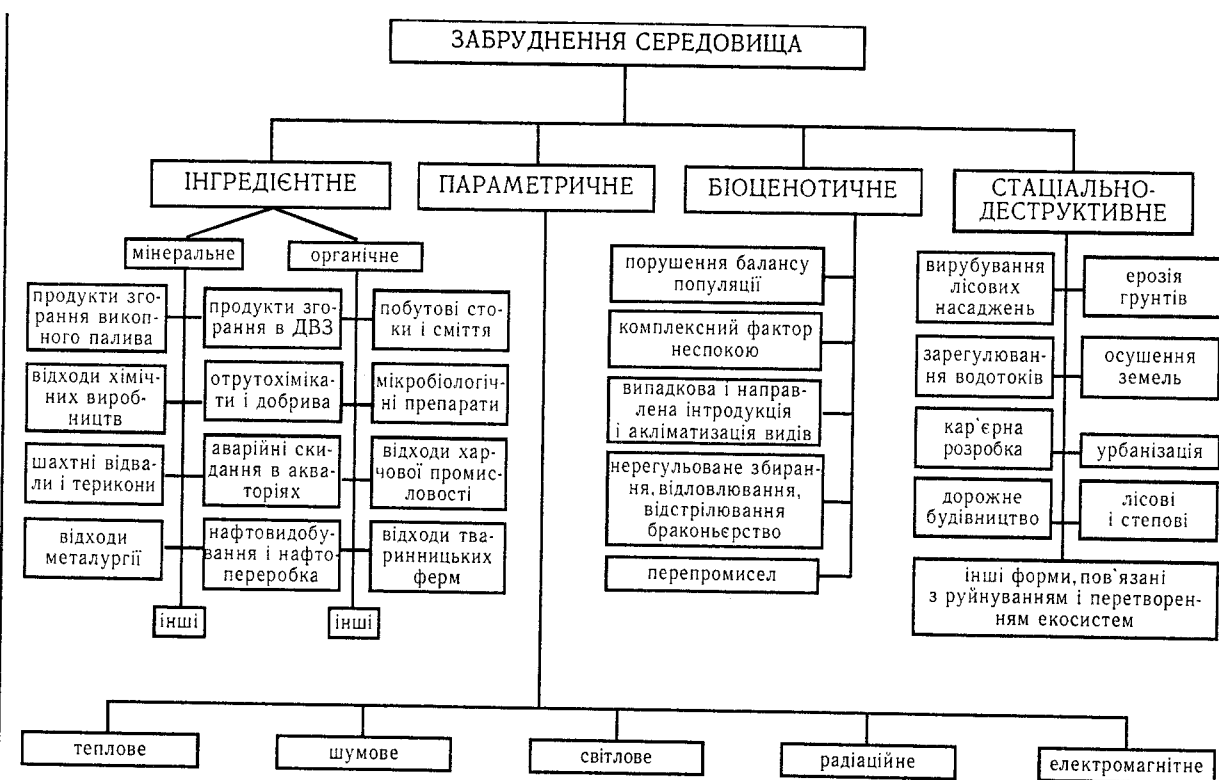 ЗАБРУДНЕННЯ СЕРЕДОВИЩА
ІНГРЕДІЄНТНЕ
ПАРАМЕТРИЧНЕ
БІОЦЕНОТИЧНЕ
СТАЦІАЛЬНО-
ДЕСТРУКТИВНЕ
мінеральне
органічне
продукти зго-
рання викоп-
ного палива
відходи хіміч-
них вироб-
ництв
шахтні відва-
ли і терикони
відходи
металургії
інші
продукти
згорання в ДВЗ
отрутохіміка-
ти і добрива
аварійні ски-
дання в аква-
торіях
нафтовидобу-
вання і нафто-
переробка
побутові сто-
ки і сміття
мікробіологіч-
ні препарати
відходи хар-
чової промис-
ловості
відходи тва-
ринницьких
ферм
інші
порушення балансу
популяції
комплексний фактор
неспокою
випадкова і направ-
лена інтродукція
і акліматизація видів
нерегульоване збиран-
ня, відловлювання,
відстрілювання
браконьєрство
перепромисел
вирубування
лісових
насаджень
зарегулюван-
ня водотоків
кар'єрна
розробка
дорожне
будівництво
ерозія
грунтів
осушення
земель
урбанізація
лісові
і степові
інші форми, пов'язані
з руйнуванням і перетворен-
ням екосистем
теплове
шумове
світлове
радіаційне
електромагнітне